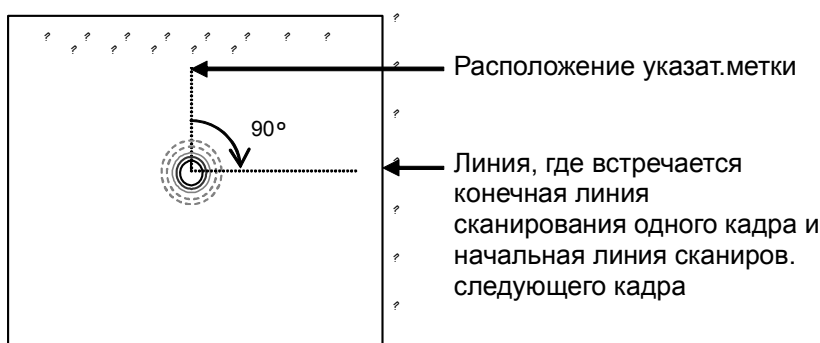 ? ? ? ? ? ? ? ?
? ? ? ? ?
?
?
?
?
?
?
?
Расположение указат.метки
90°
Линия, где встречается
конечная линия
сканирования одного кадра и
начальная линия сканиров.
следующего кадра